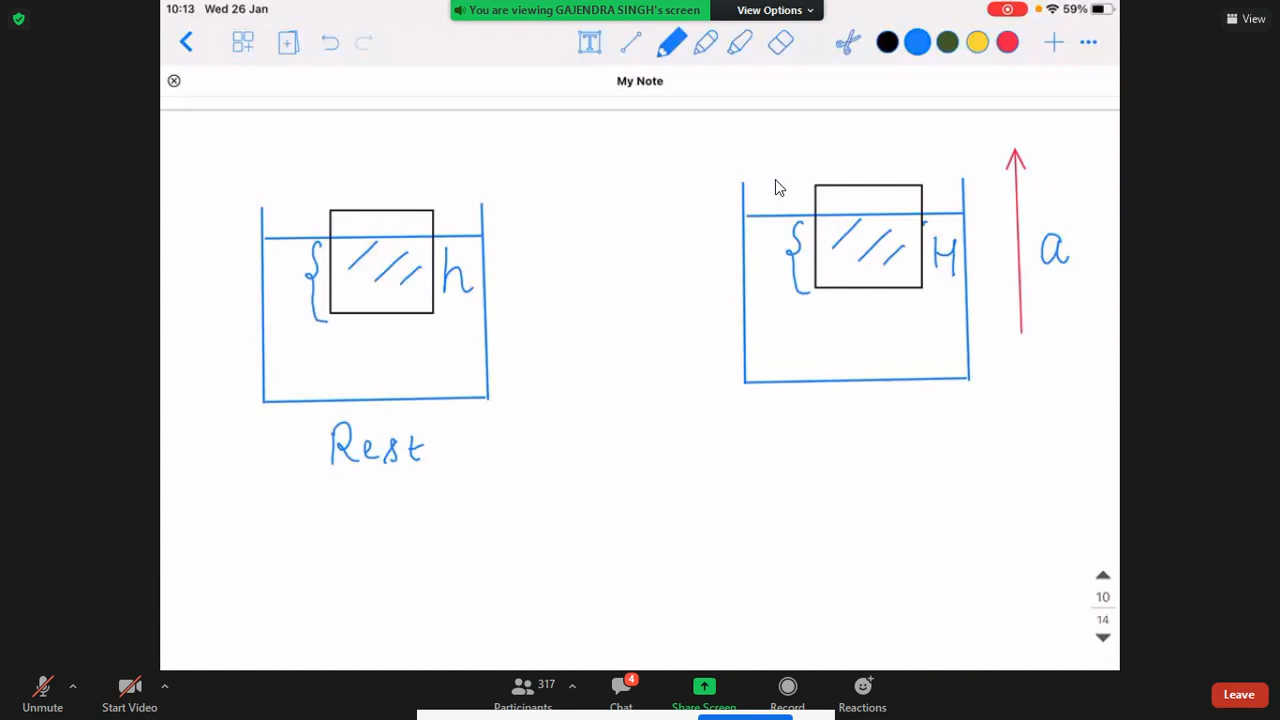 10:13 Wed 26 Jan
You are viewing GAJENDRA SINGH's screen
View Options
59%
View
My Note
h
H
a
Rest
10
14
Unmute
Start Video
317
Participants
4
Chat
Share Screen
Record
Reactions
Leave